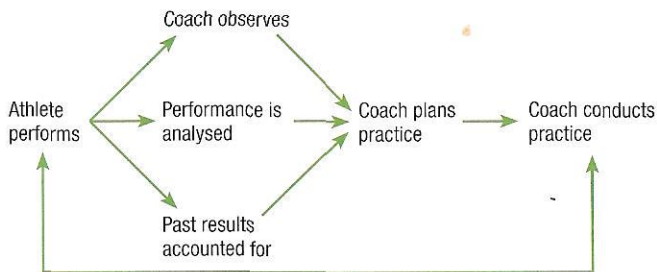 Coach observes
Athlete
performs
Performance is
analysed
Coach plans
practice
Coach conducts
practice
Past results
accounted for